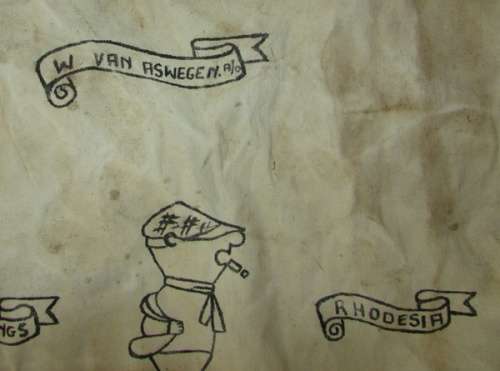 W VAN ASWEGEN. A/O
NGS
RHODESIA